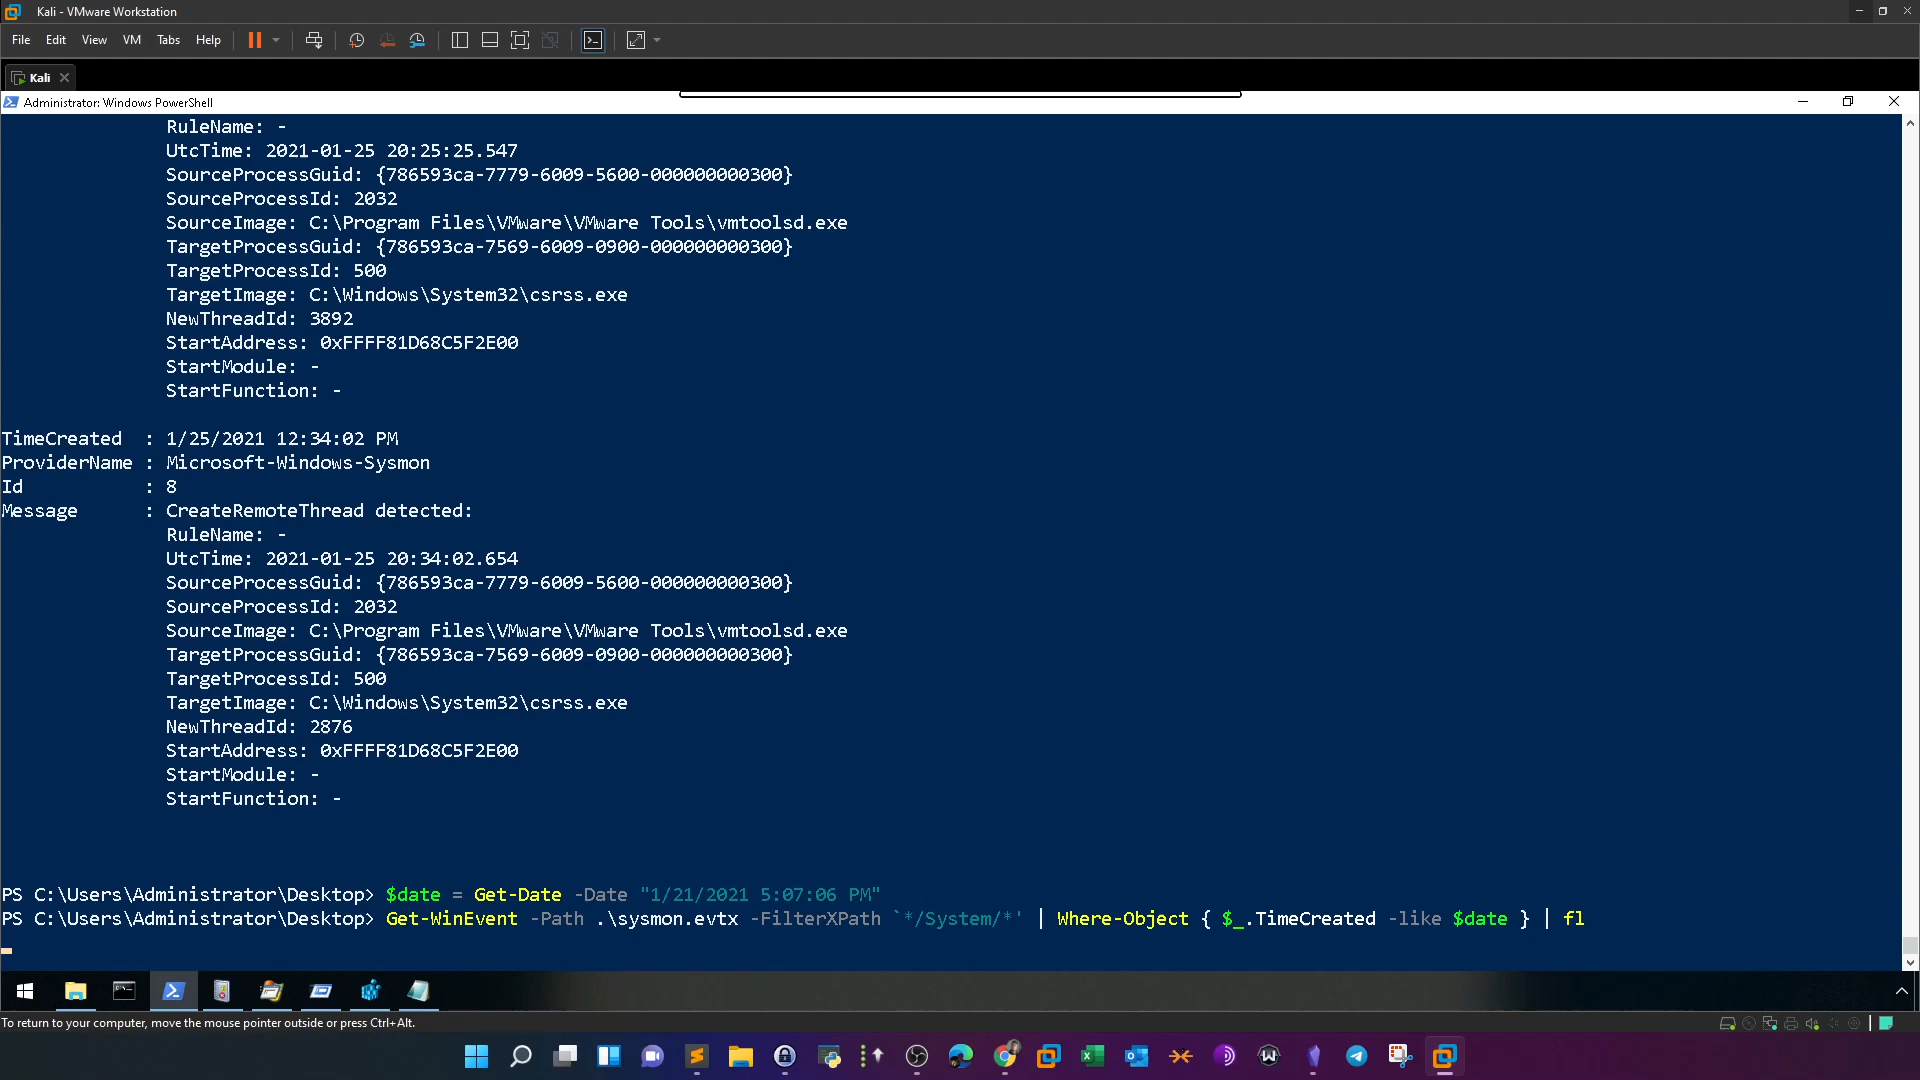 Kali - VMware Workstation
File Edit View VM Tabs Help
Kali
Administrator: Windows PowerShell
RuleName: -
UtcTime: 2021-01-25 20:25:25.547
SourceProcessGuid: {786593ca-7779-6009-5600-000000000300}
SourceProcessId: 2032
SourceImage: C:\Program Files\VMware\VMware Tools\vmtoolsd.exe
TargetProcessGuid: {786593ca-7569-6009-0900-000000000300}
TargetProcessId: 500
TargetImage: C:\Windows\System32\csrss.exe
NewThreadId: 3892
StartAddress: 0xFFFF81D68C5F2E00
StartModule: -
StartFunction: -
TimeCreated : 1/25/2021 12:34:02 PM
ProviderName : Microsoft-Windows-Sysmon
Id : 8
Message : CreateRemoteThread detected:
RuleName: -
UtcTime: 2021-01-25 20:34:02.654
SourceProcessGuid: {786593ca-7779-6009-5600-000000000300}
SourceProcessId: 2032
SourceImage: C:\Program Files\VMware\VMware Tools\vmtoolsd.exe
TargetProcessGuid: {786593ca-7569-6009-0900-000000000300}
TargetProcessId: 500
TargetImage: C:\Windows\System32\csrss.exe
NewThreadId: 2876
StartAddress: 0xFFFF81D68C5F2E00
StartModule: -
StartFunction: -
PS C:\Users\Administrator\Desktop> $date = Get-Date -Date "1/21/2021 5:07:06 PM"
PS C:\Users\Administrator\Desktop> Get-WinEvent -Path .\sysmon.evtx -FilterXPath `*/System/*' | Where-Object { $_.TimeCreated -like $date } | fl
To return to your computer, move the mouse pointer outside or press Ctrl+Alt.